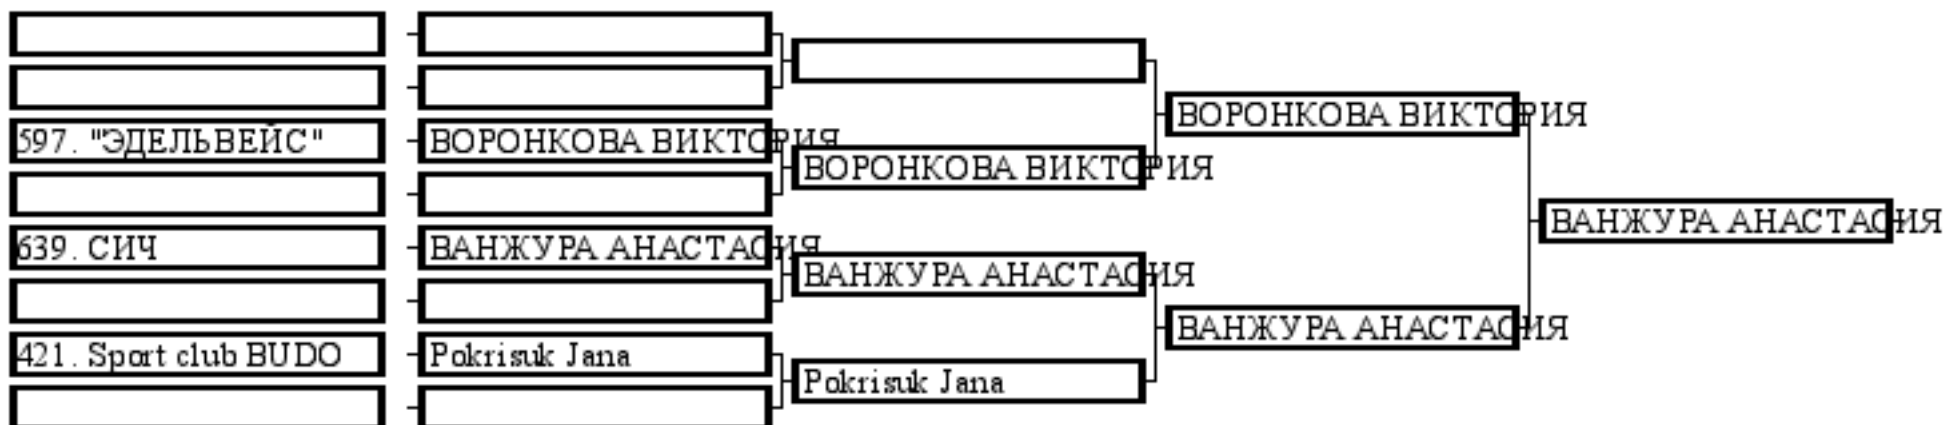 ВОРОНКОВА ВИКТОРИЯ
597. "ЭДЕЛЬВЕЙС" ВОРОНКОВА ВИКТОРИЯ
ВОРОНКОВА ВИКТОРИЯ
ВАНЖУРА АНАСТАСИЯ
639. СИЧ ВАНЖУРА АНАСТАСИЯ
ВАНЖУРА АНАСТАСИЯ
ВАНЖУРА АНАСТАСИЯ
421. Sport club BUDO Pokrisuk Jana
Pokrisuk Jana